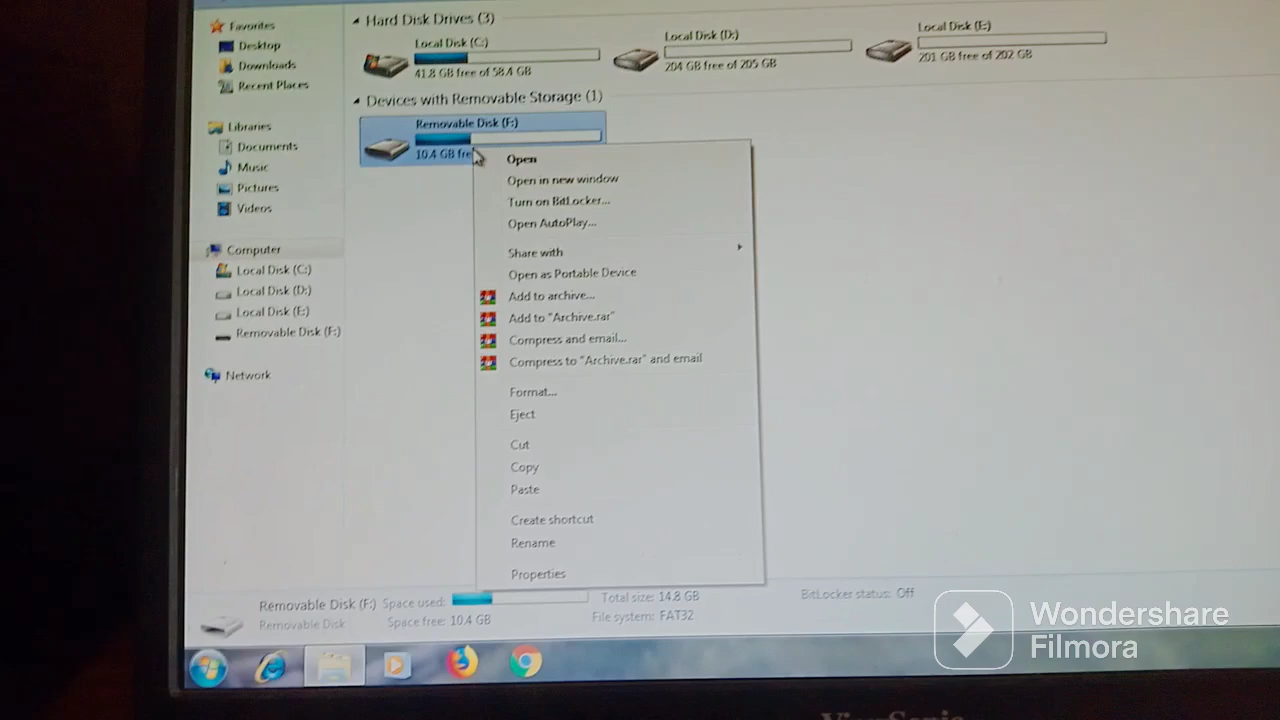 Favorites
Desktop
Downloads
Recent Places
Libraries
Documents
Music
Pictures
Videos
Computer
Local Disk (C:)
Local Disk (D:)
Local Disk (E:)
Removable Disk (F:)
Network
Hard Disk Drives (3)
Local Disk (C:)
41.8 GB free of 58.4 GB
Local Disk (D:)
204 GB free of 205 GB
Local Disk (E:)
201 GB free of 202 GB
Devices with Removable Storage (1)
Removable Disk (F:)
10.4 GB fre
Open
Open in new window
Turn on BitLocker...
Open AutoPlay...
Share with
Open as Portable Device
Add to archive...
Add to "Archive.rar"
Compress and email...
Compress to "Archive.rar" and email
Format...
Eject
Cut
Copy
Paste
Create shortcut
Rename
Properties
Removable Disk (F:) Space used: Total size: 14.8 GB BitLocker status: Off
Removable Disk Space free: 10.4 GB File system: FAT32
Wondershare
Filmora
ViewSonic